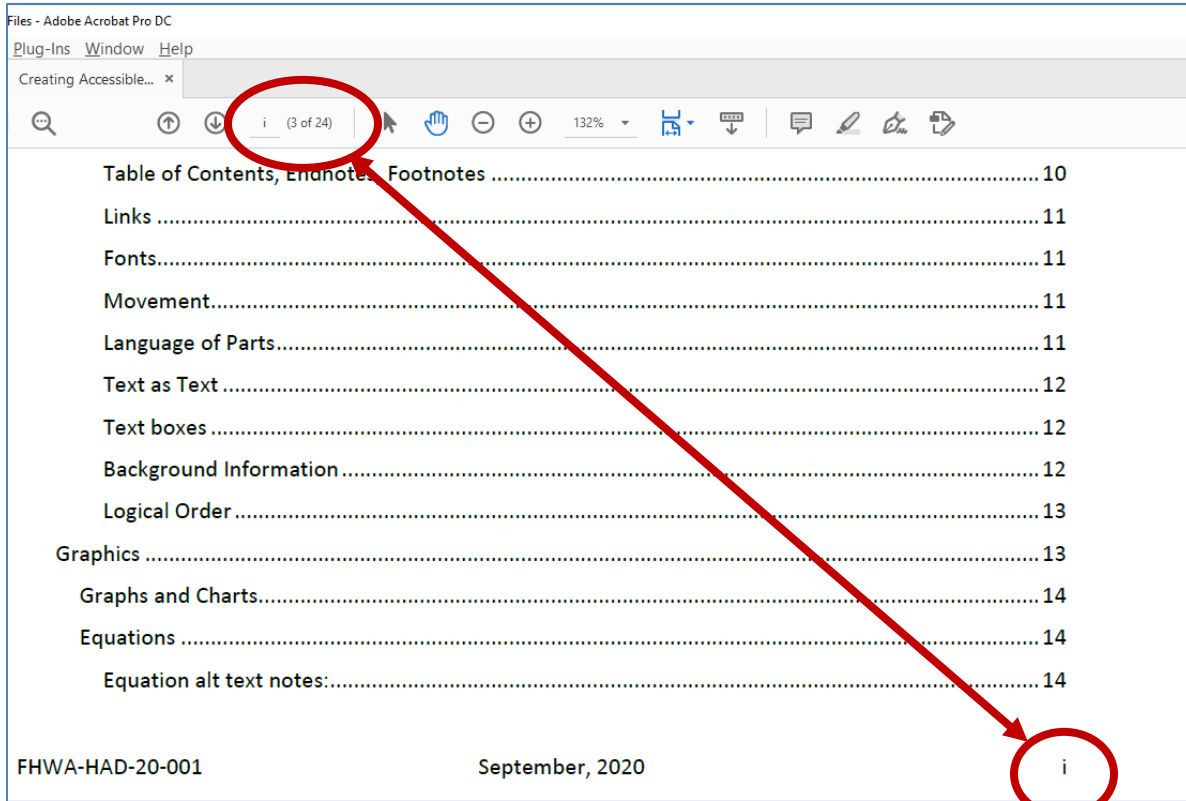 Files - Adobe Acrobat Pro DC
Plug-Ins Window Help
Creating Accessible... ×
i (3 of 24) 132%
Table of Contents, Endnotes, Footnotes ........ 10
Links ........ 11
Fonts........ 11
Movement........ 11
Language of Parts........ 11
Text as Text ........ 12
Text boxes ........ 12
Background Information ........ 12
Logical Order ........ 13
Graphics ........ 13
Graphs and Charts........ 14
Equations ........ 14
Equation alt text notes:........ 14
FHWA-HAD-20-001 September, 2020 i